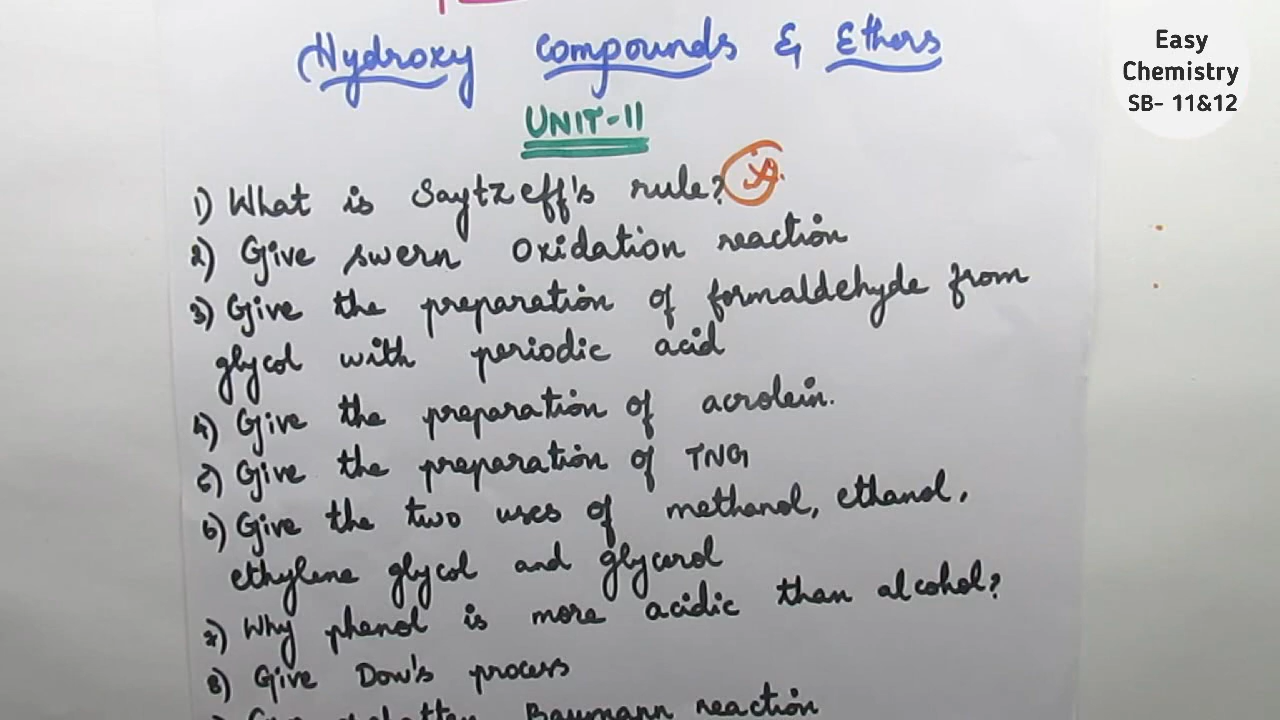 Hydroxy compounds & Ethers
Easy
Chemistry
SB- 11&12
UNIT-11
1) What is Saytzeff's rule?
2) Give swern oxidation reaction
3) Give the preparation of formaldehyde from
glycol with periodic acid
4) Give the preparation of acrolein.
5) Give the preparation of TNG
6) Give the two uses of methanol, ethanol,
ethylene glycol and glycerol
7) Why phenol is more acidic than alcohol?
8) Give Dow's process
Baumann reaction